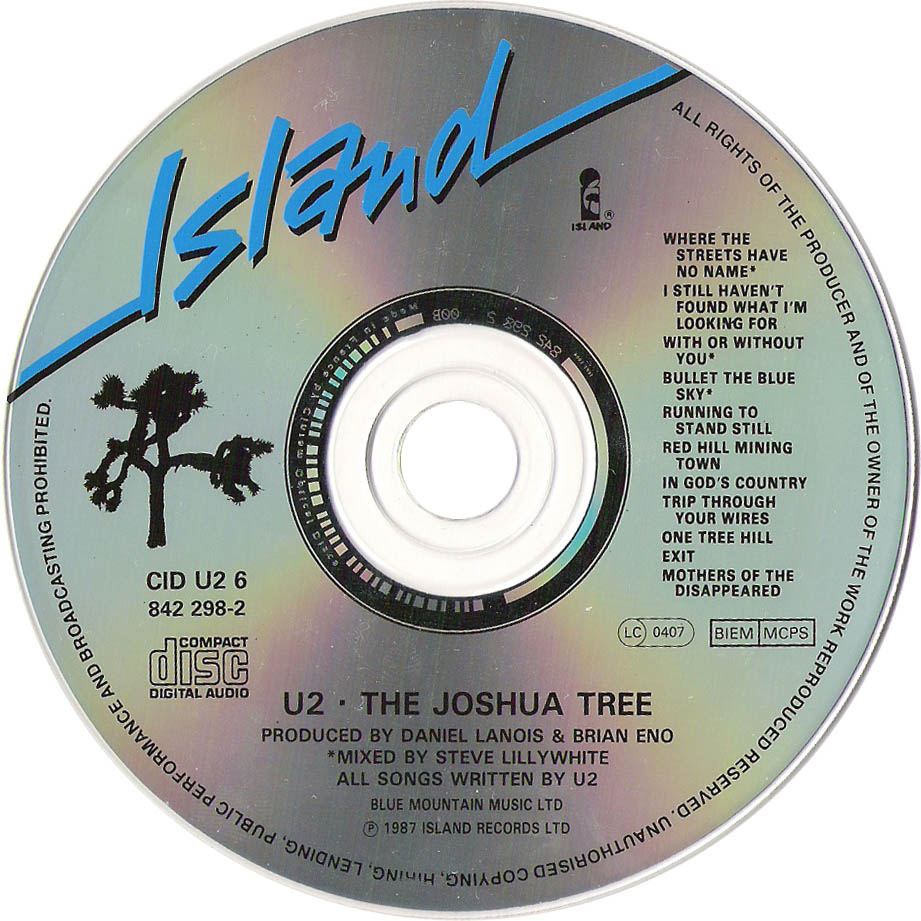 Island
ISLAND ®
WHERE THE
STREETS HAVE
NO NAME*
I STILL HAVEN'T
FOUND WHAT I'M
LOOKING FOR
WITH OR WITHOUT
YOU*
BULLET THE BLUE
SKY*
RUNNING TO
STAND STILL
RED HILL MINING
TOWN
IN GOD'S COUNTRY
TRIP THROUGH
YOUR WIRES
ONE TREE HILL
EXIT
MOTHERS OF THE
DISAPPEARED
CID U2 6
842 298-2
COMPACT
disc
DIGITAL AUDIO
LC 0407
BIEM MCPS
U2 · THE JOSHUA TREE
PRODUCED BY DANIEL LANOIS & BRIAN ENO
*MIXED BY STEVE LILLYWHITE
ALL SONGS WRITTEN BY U2
BLUE MOUNTAIN MUSIC LTD
℗ 1987 ISLAND RECORDS LTD
ALL RIGHTS OF THE PRODUCER AND OF THE OWNER OF THE WORK REPRODUCED RESERVED. UNAUTHORISED COPYING, HIRING, LENDING, PUBLIC PERFORMANCE AND BROADCASTING PROHIBITED.